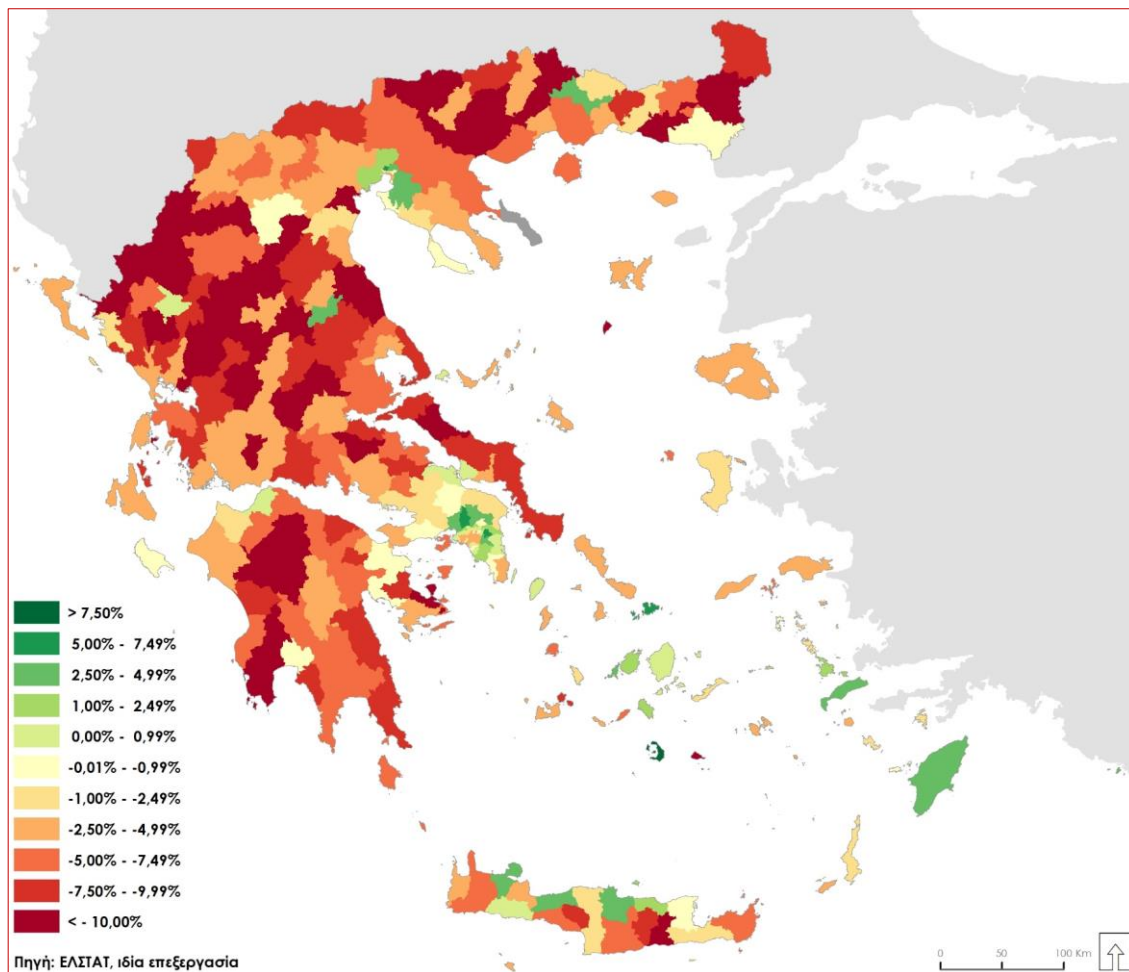 > 7,50%
5,00% - 7,49%
2,50% - 4,99%
1,00% - 2,49%
0,00% - 0,99%
-0,01% - -0,99%
-1,00% - -2,49%
-2,50% - -4,99%
-5,00% - -7,49%
-7,50% - -9,99%
< - 10,00%
Πηγή: ΕΛΣΤΑΤ, ιδία επεξεργασία
0 50 100 Km